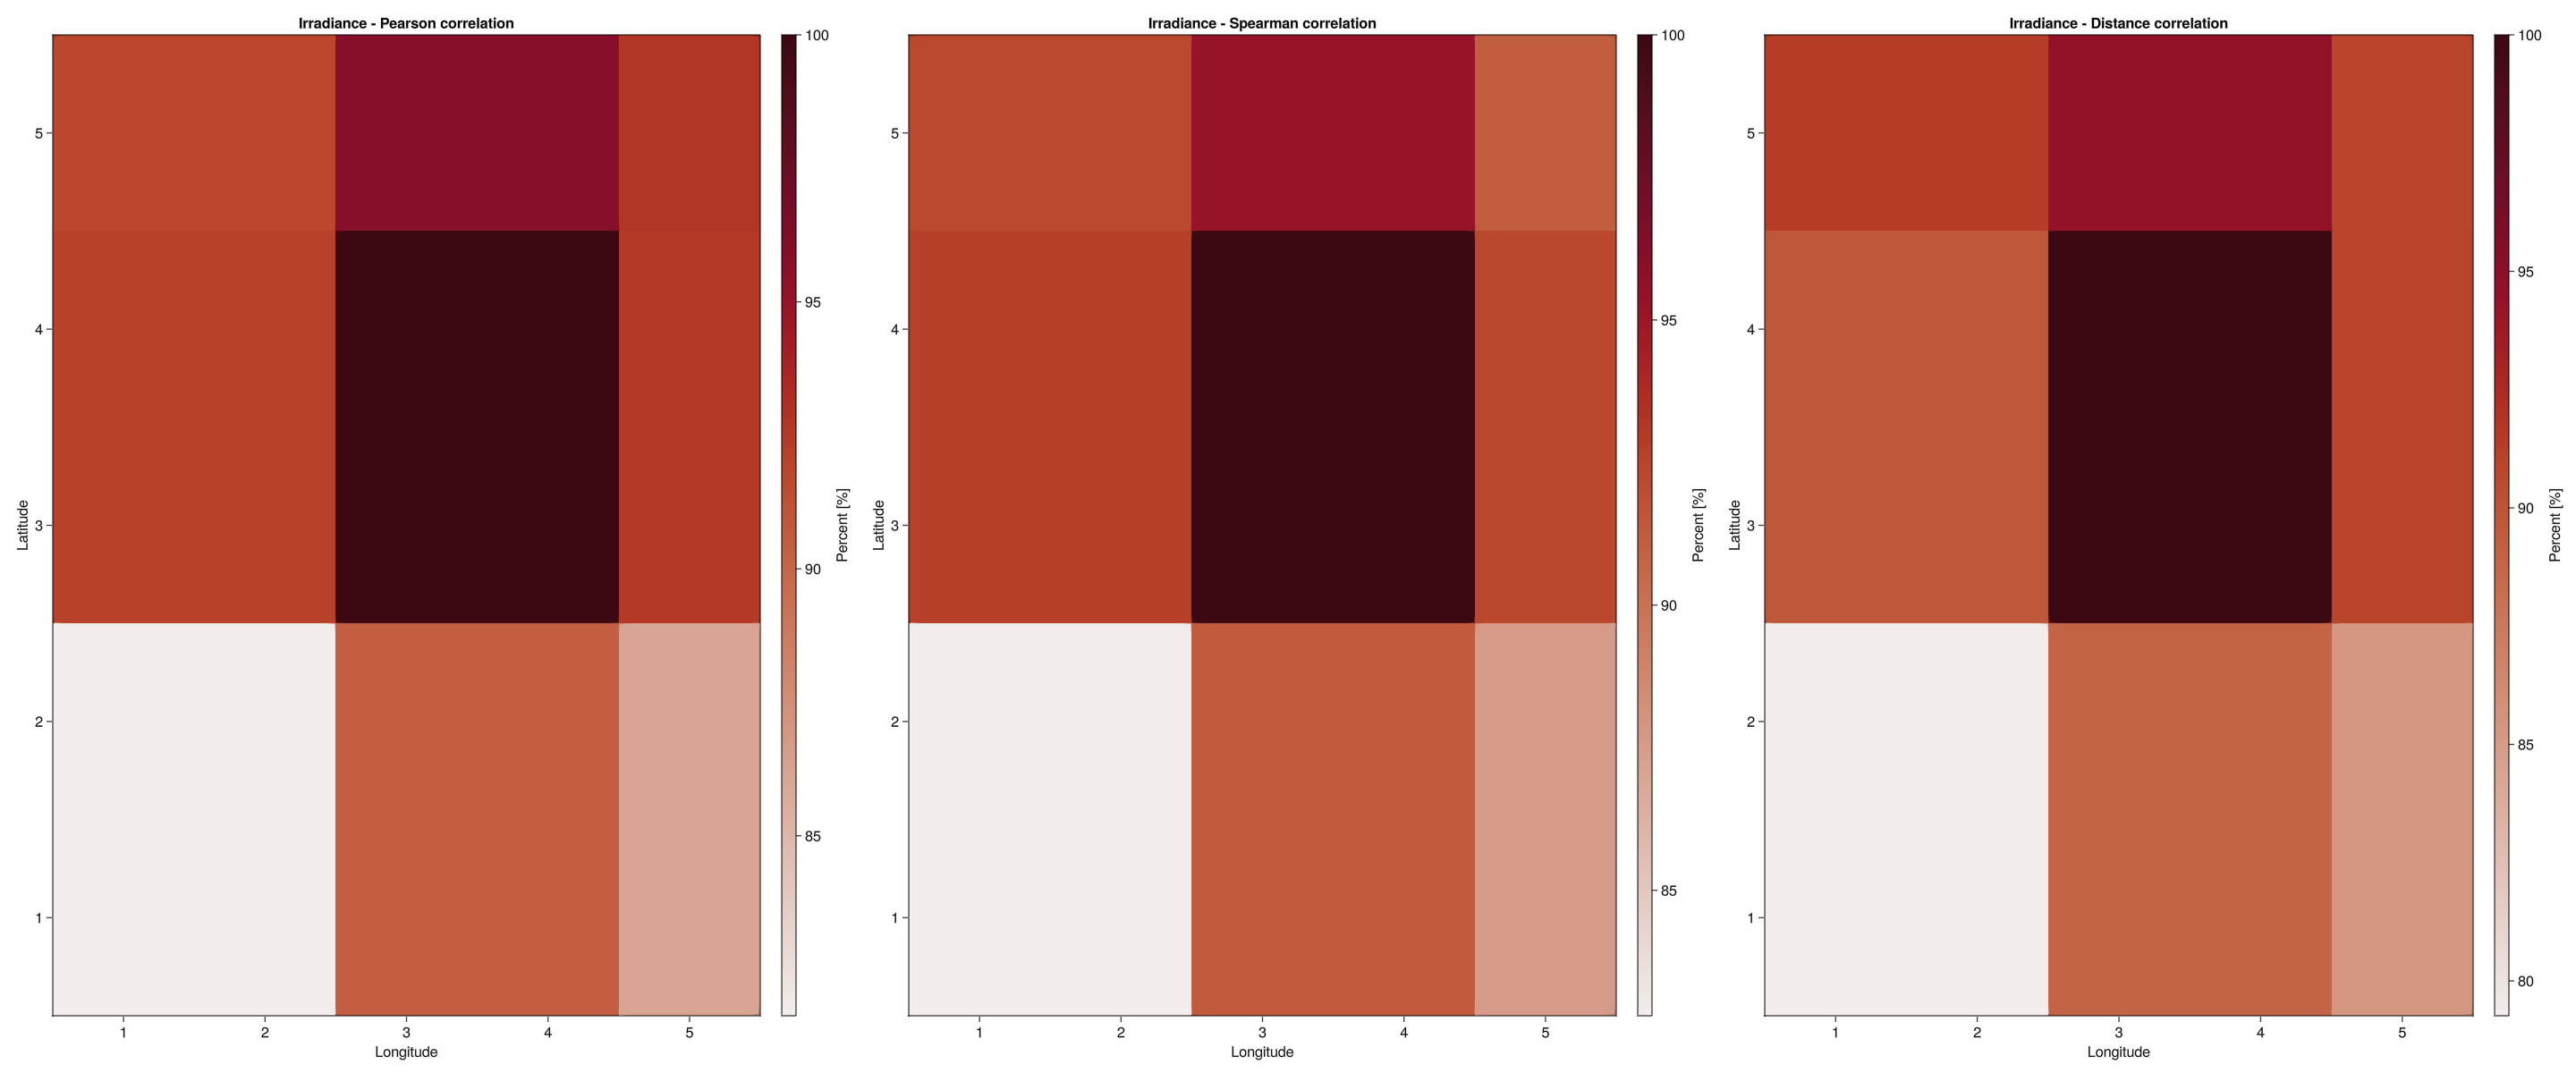 Irradiance - Pearson correlation
Latitude
5
4
3
2
1
1 2 3 4 5
Longitude
100
95
90
85
Percent [%]
Irradiance - Spearman correlation
Latitude
5
4
3
2
1
1 2 3 4 5
Longitude
100
95
90
85
Percent [%]
Irradiance - Distance correlation
Latitude
5
4
3
2
1
1 2 3 4 5
Longitude
100
95
90
85
80
Percent [%]